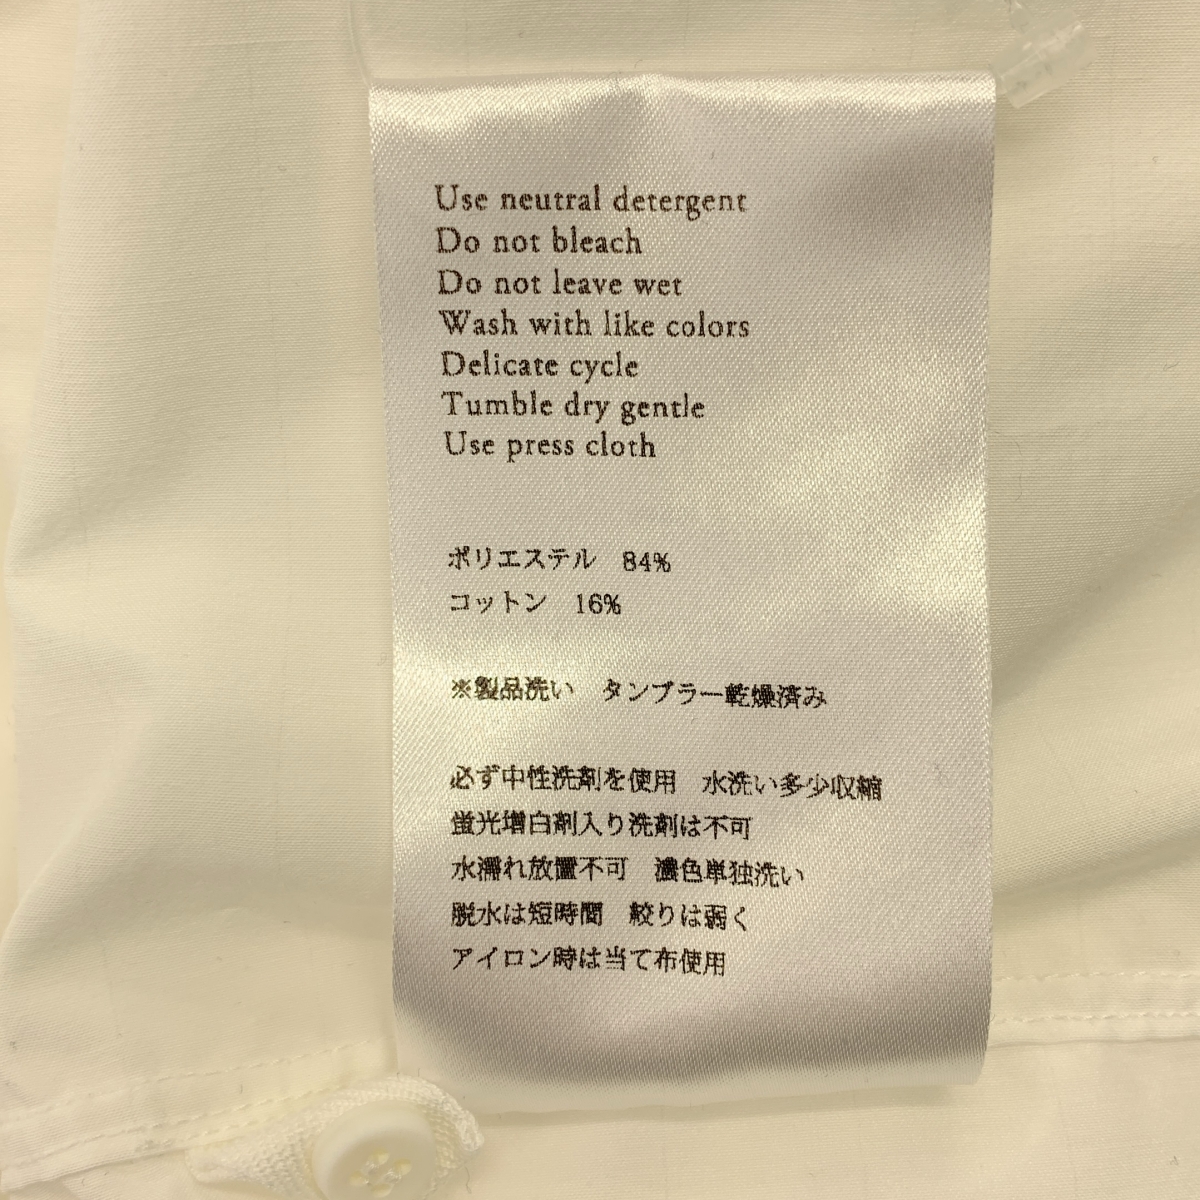 Use neutral detergent
Do not bleach
Do not leave wet
Wash with like colors
Delicate cycle
Tumble dry gentle
Use press cloth
ポリエステル　84%
コットン　16%
※製品洗い　タンブラー乾燥済み
必ず中性洗剤を使用　水洗い多少収縮
蛍光増白剤入り洗剤は不可
水濡れ放置不可　濃色単独洗い
脱水は短時間　絞りは弱く
アイロン時は当て布使用